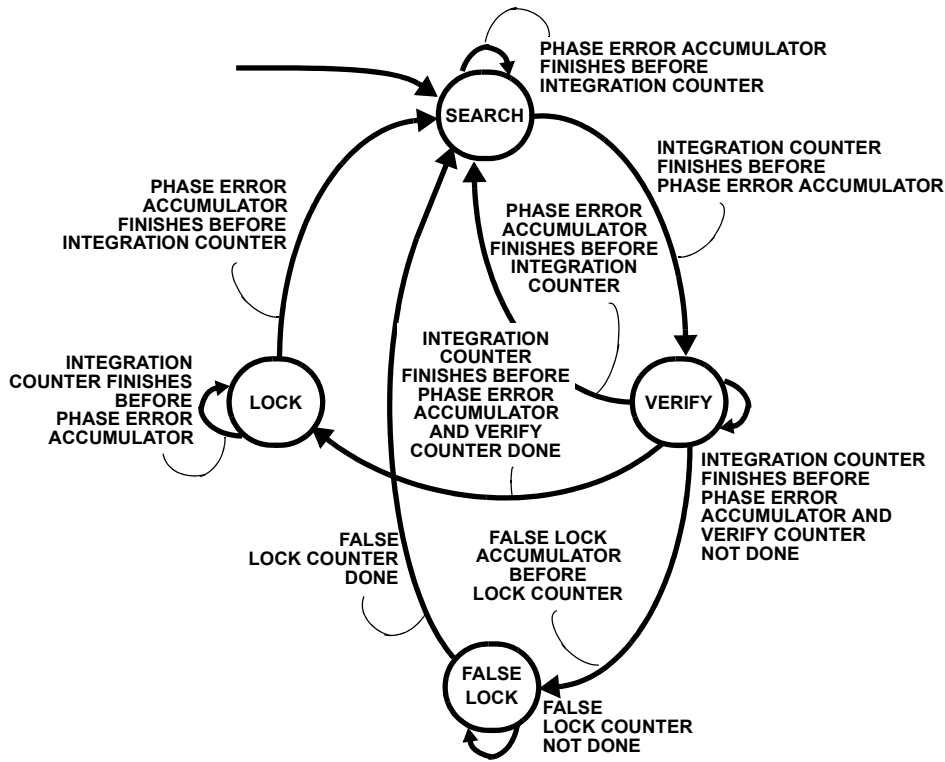 PHASE ERROR ACCUMULATOR
FINISHES BEFORE
INTEGRATION COUNTER
SEARCH
INTEGRATION COUNTER
FINISHES BEFORE
PHASE ERROR ACCUMULATOR
PHASE ERROR
ACCUMULATOR
FINISHES BEFORE
INTEGRATION COUNTER
PHASE ERROR
ACCUMULATOR
FINISHES BEFORE
INTEGRATION
COUNTER
INTEGRATION
COUNTER
FINISHES BEFORE
PHASE ERROR
ACCUMULATOR
AND VERIFY
COUNTER DONE
INTEGRATION
COUNTER FINISHES
BEFORE
PHASE ERROR
ACCUMULATOR
LOCK
VERIFY
INTEGRATION COUNTER
FINISHES BEFORE
PHASE ERROR
ACCUMULATOR AND
VERIFY COUNTER
NOT DONE
FALSE
LOCK COUNTER
DONE
FALSE LOCK
ACCUMULATOR
BEFORE
LOCK COUNTER
FALSE
LOCK
FALSE
LOCK COUNTER
NOT DONE